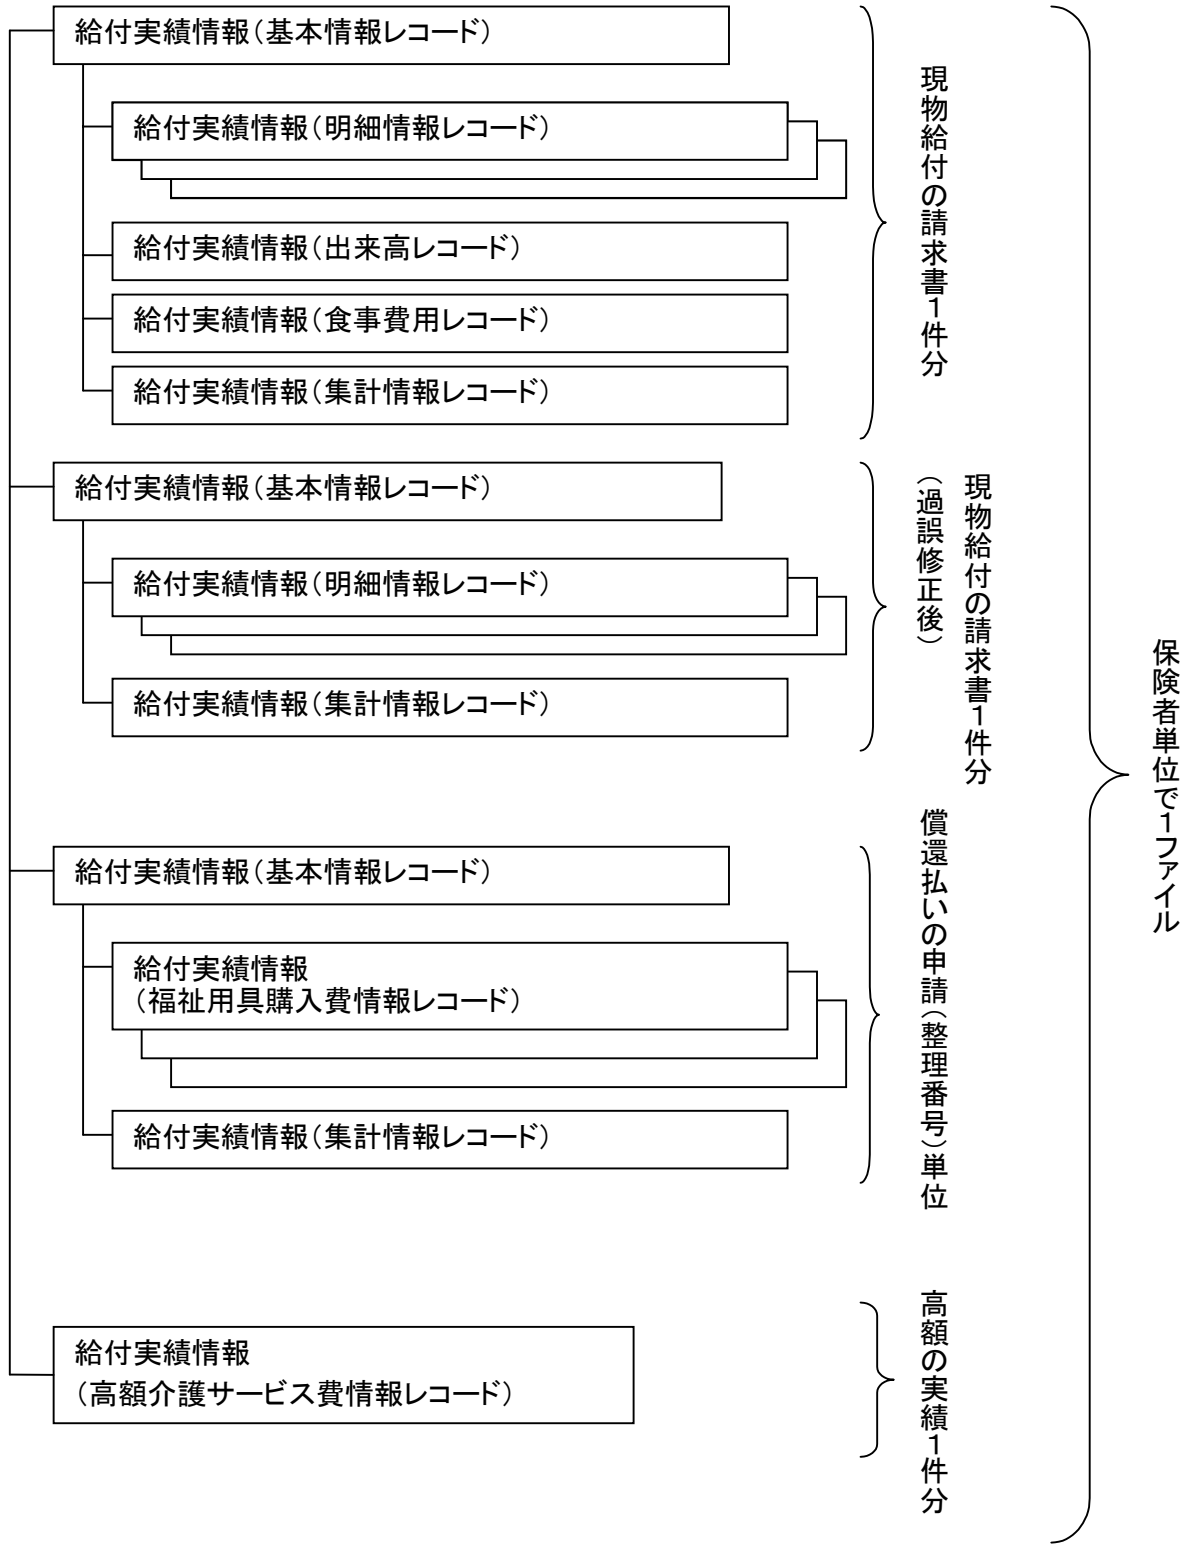 給付実績情報（基本情報レコード）
給付実績情報（明細情報レコード）
給付実績情報（出来高レコード）
給付実績情報（食事費用レコード）
給付実績情報（集計情報レコード）
現物給付の請求書１件分
給付実績情報（基本情報レコード）
給付実績情報（明細情報レコード）
給付実績情報（集計情報レコード）
現物給付の請求書１件分
（過誤修正後）
給付実績情報（基本情報レコード）
給付実績情報
（福祉用具購入費情報レコード）
給付実績情報（集計情報レコード）
償還払いの申請（整理番号）単位
給付実績情報
（高額介護サービス費情報レコード）
高額の実績１件分
保険者単位で１ファイル